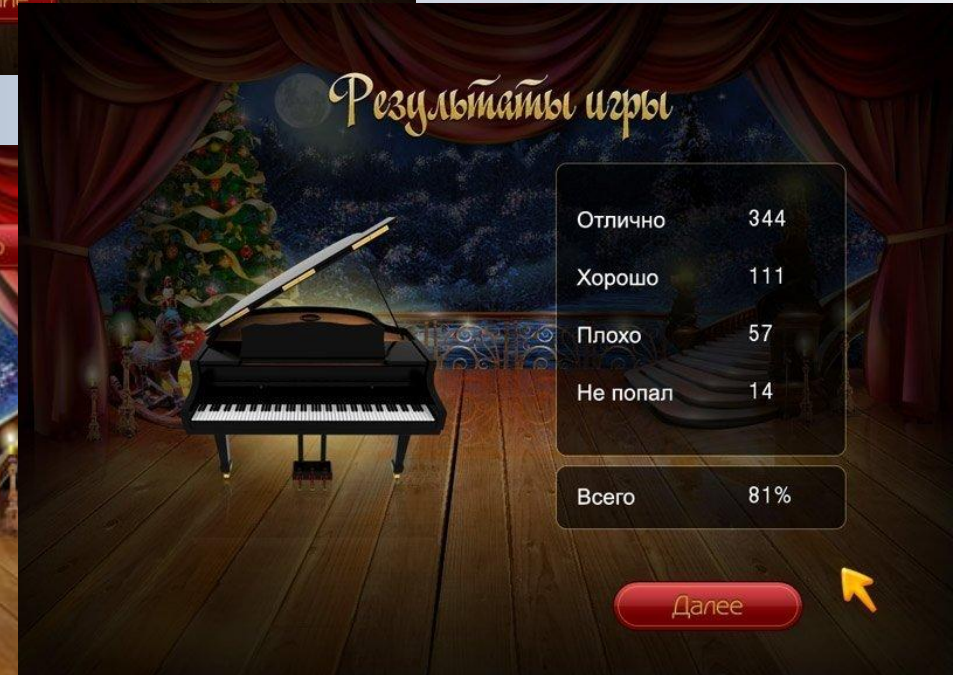 Результаты игры
Отлично 344
Хорошо 111
Плохо 57
Не попал 14
Всего 81%
Далее